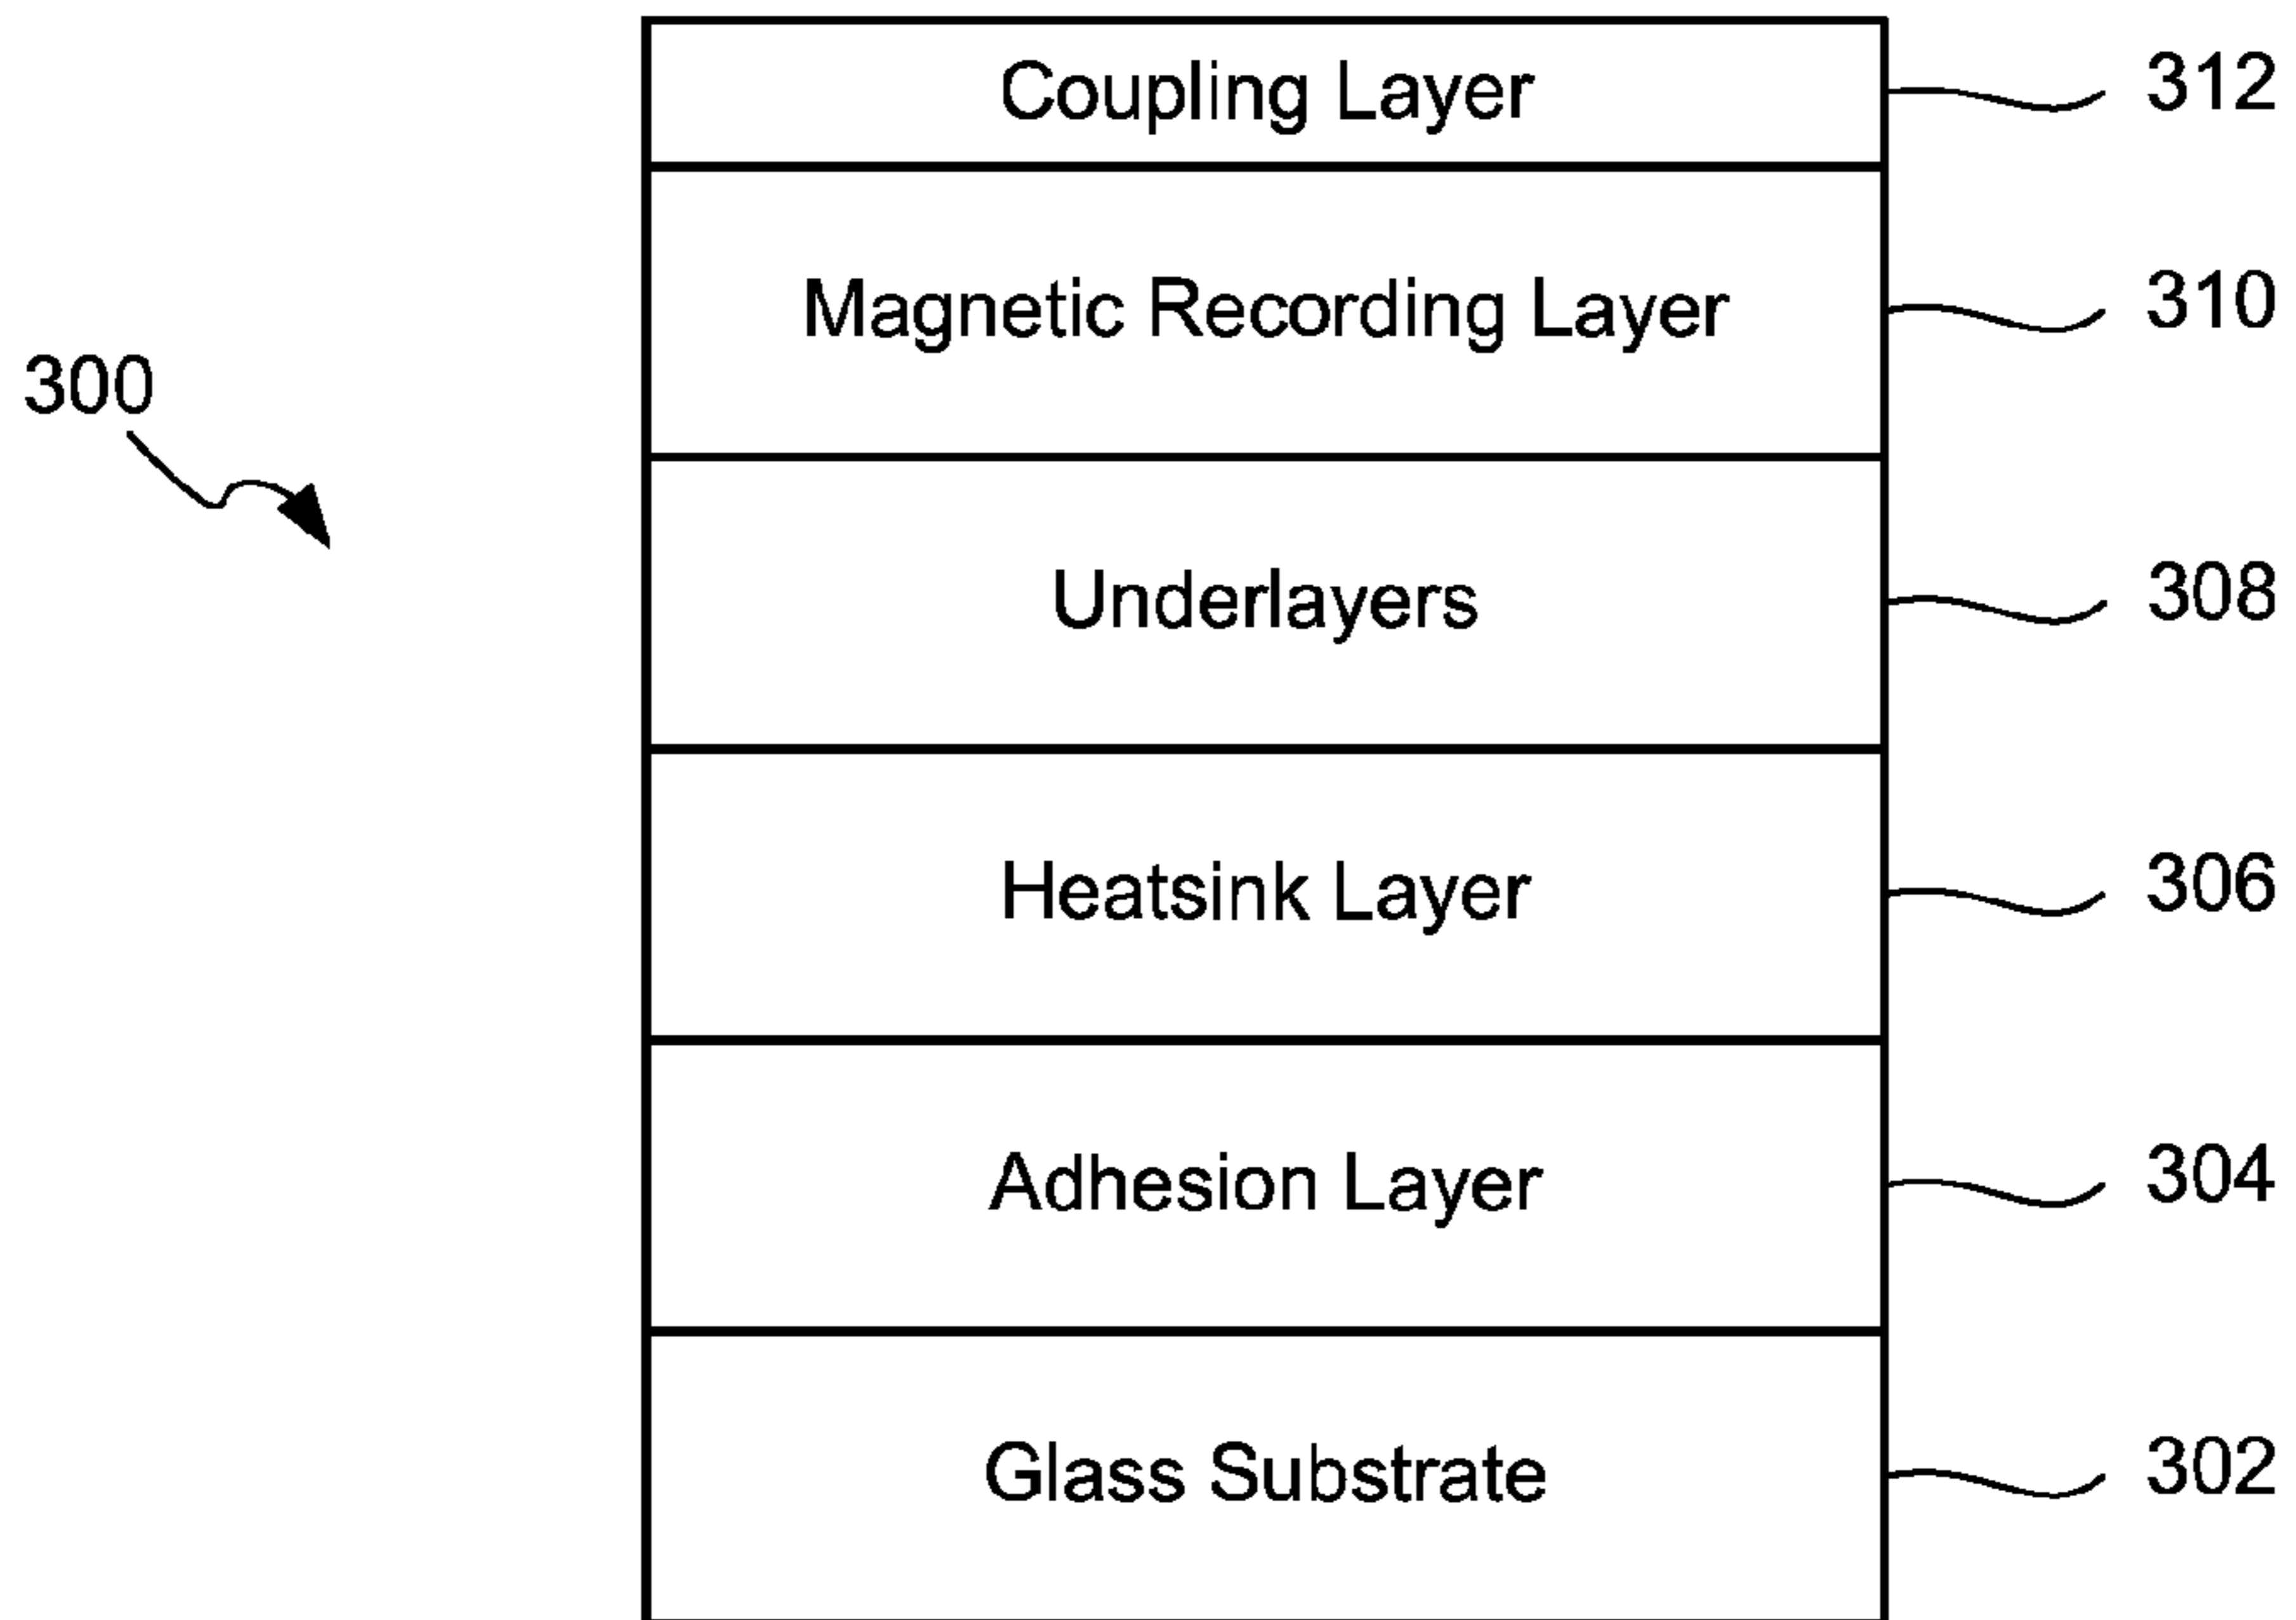 Coupling Layer 312
Magnetic Recording Layer 310
300
Underlayers 308
Heatsink Layer 306
Adhesion Layer 304
Glass Substrate 302